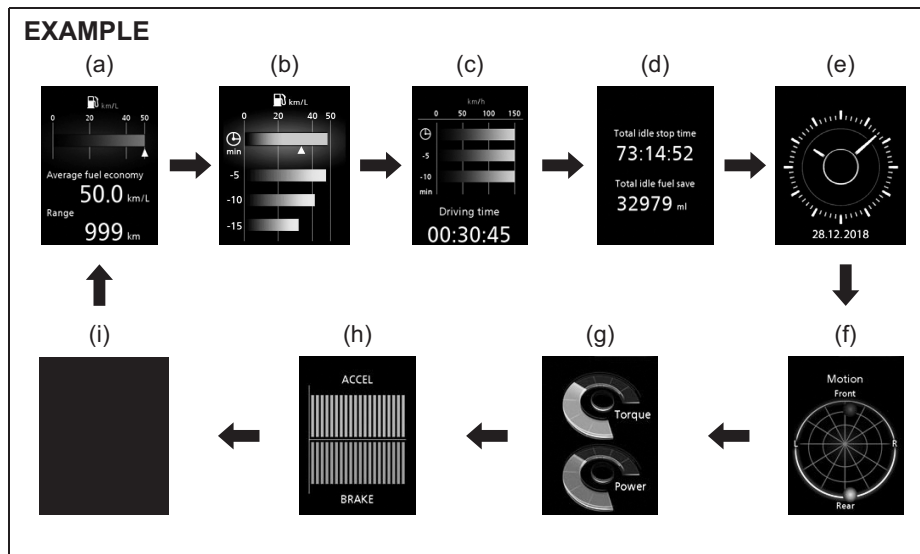 EXAMPLE
(a) (b) (c) (d) (e)
km/L
0 20 40 50
Average fuel economy
50.0 km/L
Range
999 km
km/L
0 20 40 50
min
-5
-10
-15
km/h
0 50 100 150
-5
-10
min
Driving time
00:30:45
Total idle stop time
73:14:52
Total idle fuel save
32979 ml
28.12.2018
(i) (h) (g) (f)
ACCEL
BRAKE
Torque
Power
Motion
Front
L R
Rear